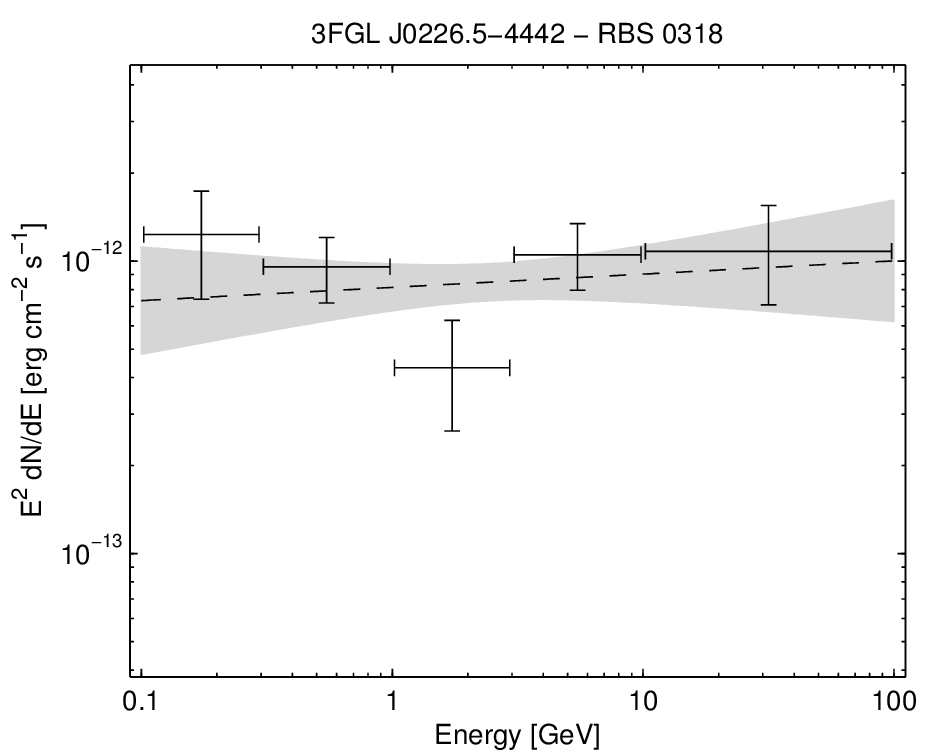 3FGL J0226.5−4442 − RBS 0318
E² dN/dE [erg cm⁻² s⁻¹]
10⁻¹²
10⁻¹³
0.1 1 10 100
Energy [GeV]